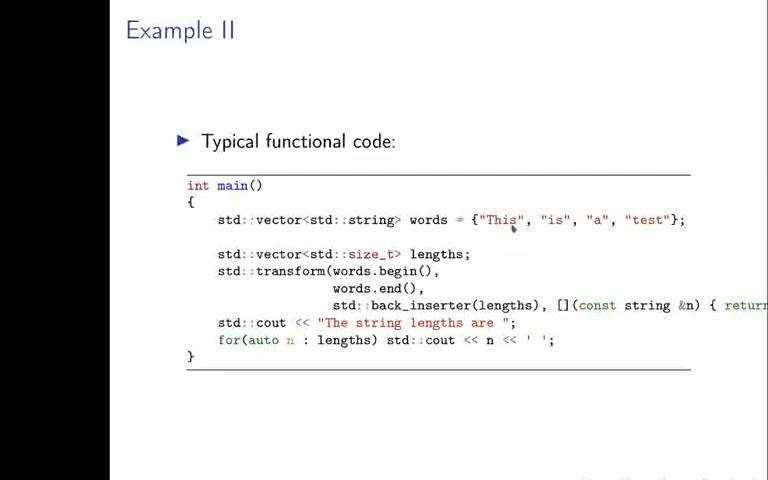 Example II
Typical functional code:
int main()
{
std::vector<std::string> words = {"This", "is", "a", "test"};
std::vector<std::size_t> lengths;
std::transform(words.begin(),
words.end(),
std::back_inserter(lengths), [](const string &n) { return
std::cout << "The string lengths are ";
for(auto n : lengths) std::cout << n << ' ';
}